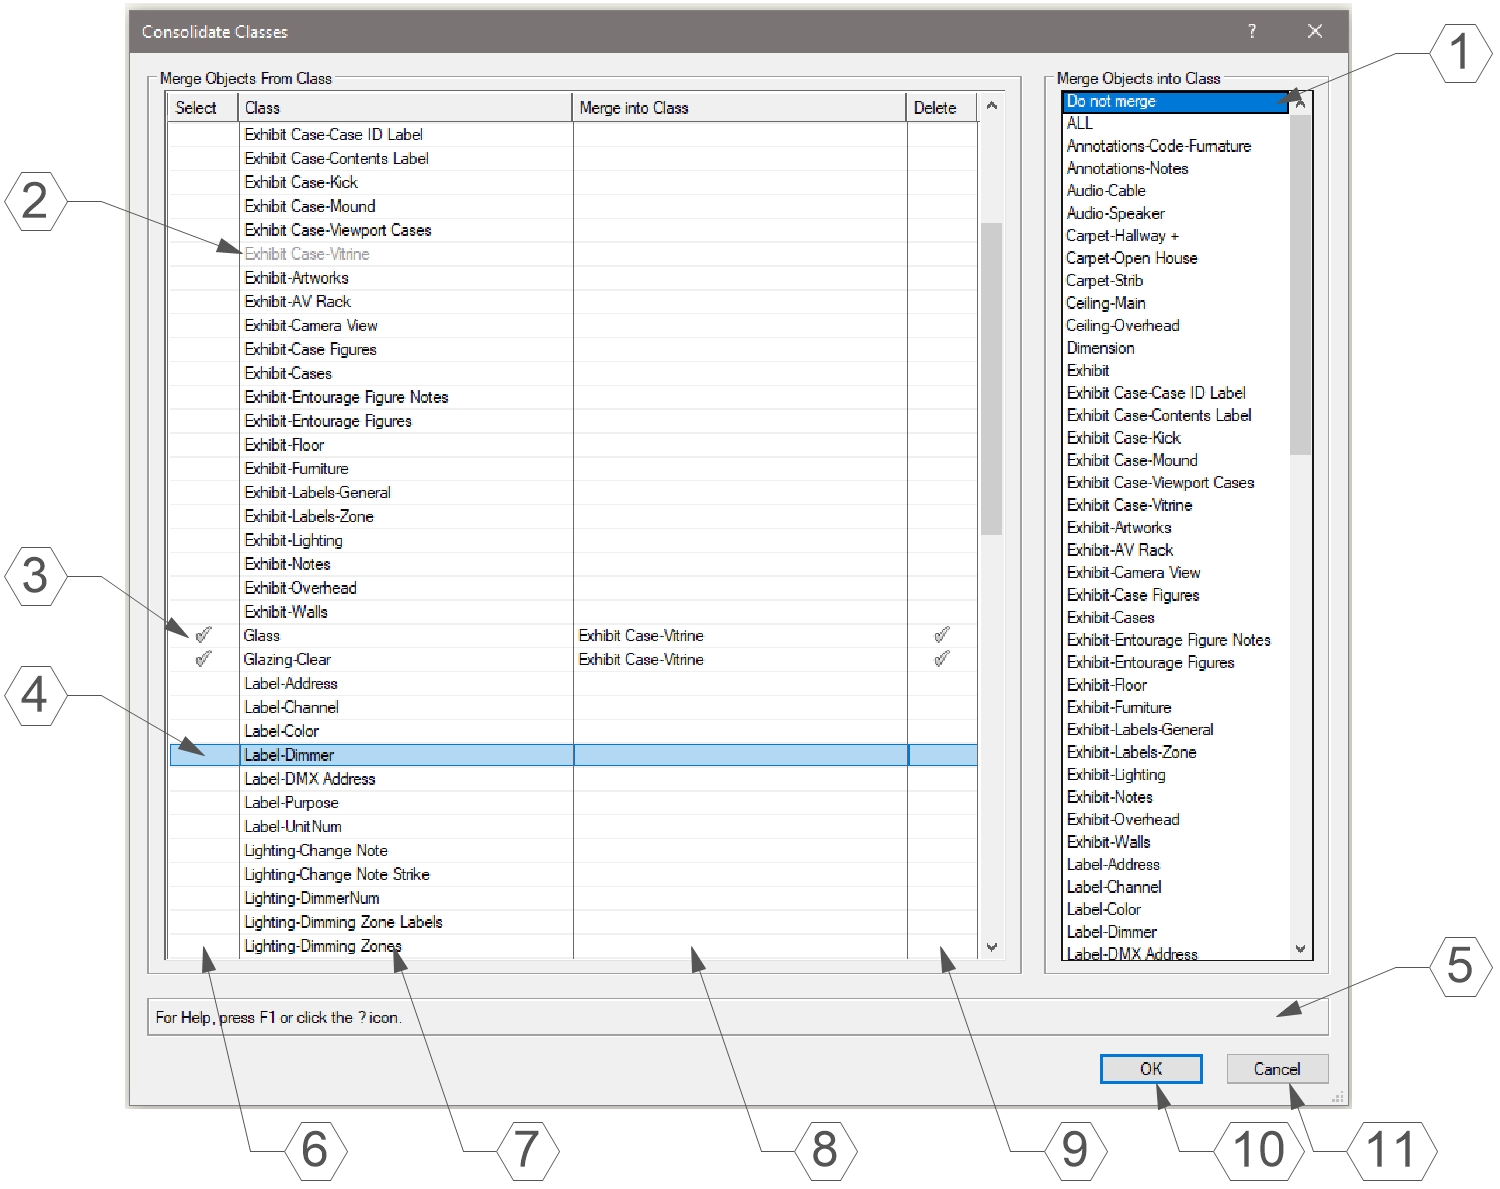 Consolidate Classes
?
1
Merge Objects From Class
Merge Objects into Class
Select Class Merge into Class Delete
Exhibit Case-Case ID Label
Exhibit Case-Contents Label
Exhibit Case-Kick
Exhibit Case-Mound
Exhibit Case-Viewport Cases
Exhibit Case-Vitrine
Exhibit-Artworks
Exhibit-AV Rack
Exhibit-Camera View
Exhibit-Case Figures
Exhibit-Cases
Exhibit-Entourage Figure Notes
Exhibit-Entourage Figures
Exhibit-Floor
Exhibit-Furniture
Exhibit-Labels-General
Exhibit-Labels-Zone
Exhibit-Lighting
Exhibit-Notes
Exhibit-Overhead
Exhibit-Walls
Glass Exhibit Case-Vitrine
Glazing-Clear Exhibit Case-Vitrine
Label-Address
Label-Channel
Label-Color
Label-Dimmer
Label-DMX Address
Label-Purpose
Label-UnitNum
Lighting-Change Note
Lighting-Change Note Strike
Lighting-DimmerNum
Lighting-Dimming Zone Labels
Lighting-Dimming Zones
Do not merge
ALL
Annotations-Code-Furnature
Annotations-Notes
Audio-Cable
Audio-Speaker
Carpet-Hallway +
Carpet-Open House
Carpet-Strib
Ceiling-Main
Ceiling-Overhead
Dimension
Exhibit
Exhibit Case-Case ID Label
Exhibit Case-Contents Label
Exhibit Case-Kick
Exhibit Case-Mound
Exhibit Case-Viewport Cases
Exhibit Case-Vitrine
Exhibit-Artworks
Exhibit-AV Rack
Exhibit-Camera View
Exhibit-Case Figures
Exhibit-Cases
Exhibit-Entourage Figure Notes
Exhibit-Entourage Figures
Exhibit-Floor
Exhibit-Furniture
Exhibit-Labels-General
Exhibit-Labels-Zone
Exhibit-Lighting
Exhibit-Notes
Exhibit-Overhead
Exhibit-Walls
Label-Address
Label-Channel
Label-Color
Label-Dimmer
Label-DMX Address
2
3
4
5
For Help, press F1 or click the ? icon.
OK
Cancel
6
7
8
9
10
11